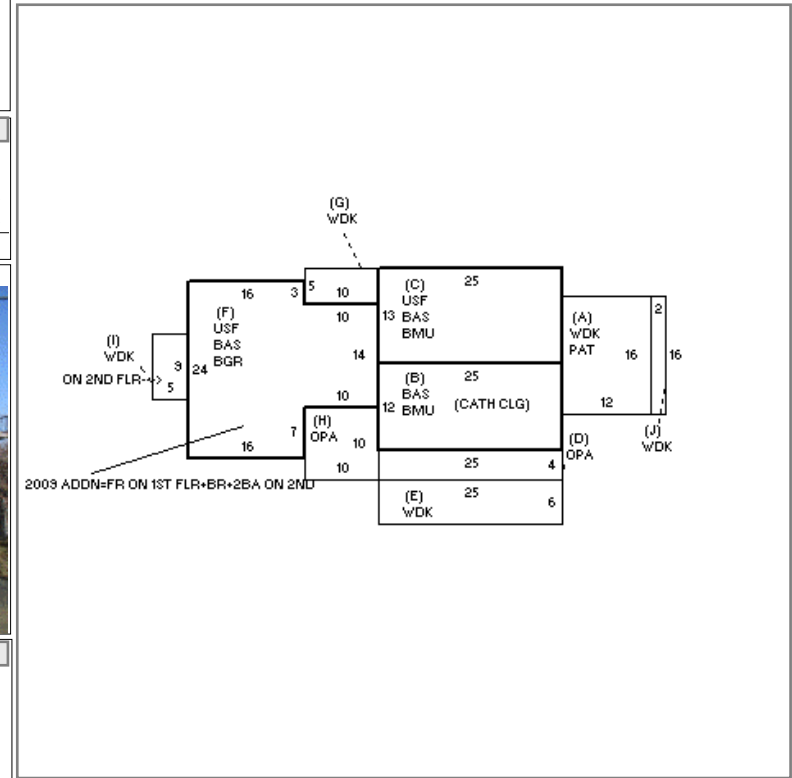 (G)
WDK
16
3
5
10
10
(F)
USF
BAS
BGR
25
(C)
USF
BAS
BMU
13
14
(A)
WDK
PAT
16
2
16
12
(I)
WDK
ON 2ND FLR
9
5
24
25
(B)
BAS
BMU
(CATH CLG)
12
10
7
16
(H)
OPA
10
10
25
4
(D)
OPA
(J)
WDK
2009 ADDN=FR ON 1ST FLR+BR+2BA ON 2ND
(E)
WDK
25
6